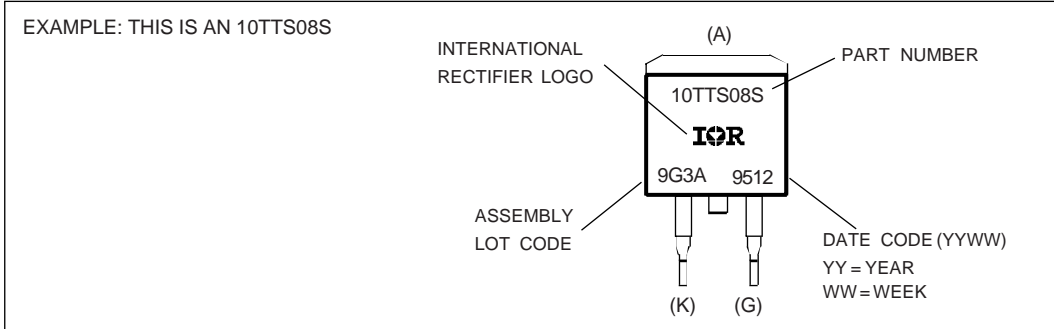 EXAMPLE: THIS IS AN 10TTS08S
(A)
INTERNATIONAL
RECTIFIER LOGO
PART NUMBER
10TTS08S
IOR
9G3A 9512
ASSEMBLY
LOT CODE
DATE CODE (YYWW)
YY = YEAR
WW = WEEK
(K) (G)